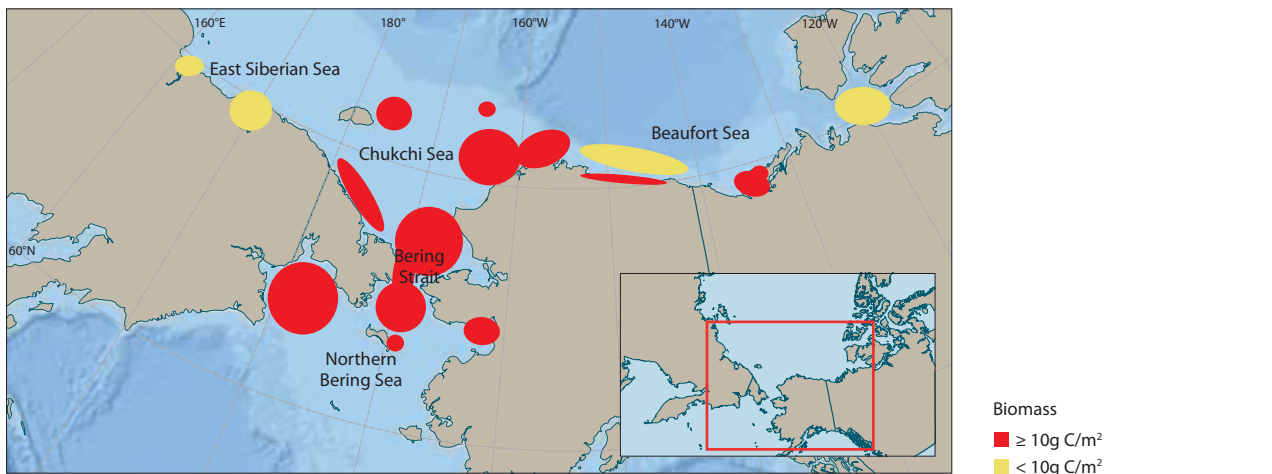 160°E
180°
160°W
140°W
120°W
East Siberian Sea
Beaufort Sea
Chukchi Sea
60°N
Bering
Strait
Northern
Bering Sea
Biomass
≥ 10g C/m²
< 10g C/m²